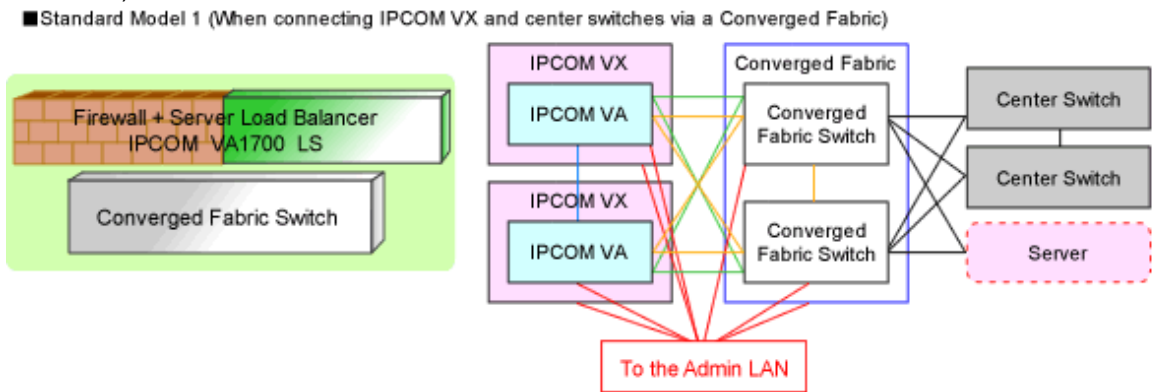 ■Standard Model 1 (When connecting IPCOM VX and center switches via a Converged Fabric)
Firewall + Server Load Balancer
IPCOM VA1700 LS
Converged Fabric Switch
IPCOM VX
IPCOM VA
IPCOM VX
IPCOM VA
Converged Fabric
Converged
Fabric Switch
Converged
Fabric Switch
Center Switch
Center Switch
Server
To the Admin LAN